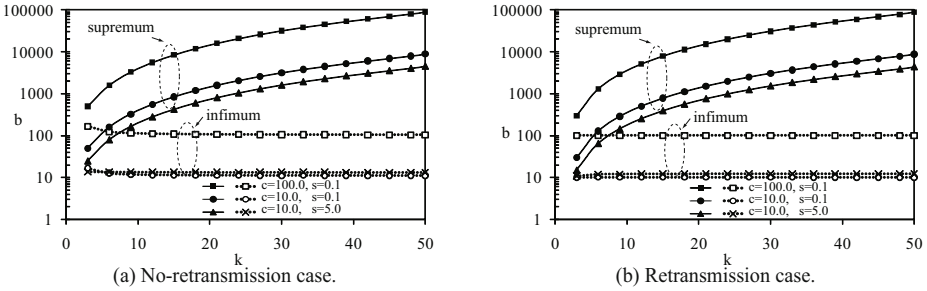 100000
10000
1000
b
100
10
1
0
10
20
30
40
50
k
supremum
infimum
c=100.0, s=0.1
c=10.0, s=0.1
c=10.0, s=5.0
(a) No-retransmission case.
100000
10000
1000
b
100
10
1
0
10
20
30
40
50
k
supremum
infimum
c=100.0, s=0.1
c=10.0, s=0.1
c=10.0, s=5.0
(b) Retransmission case.